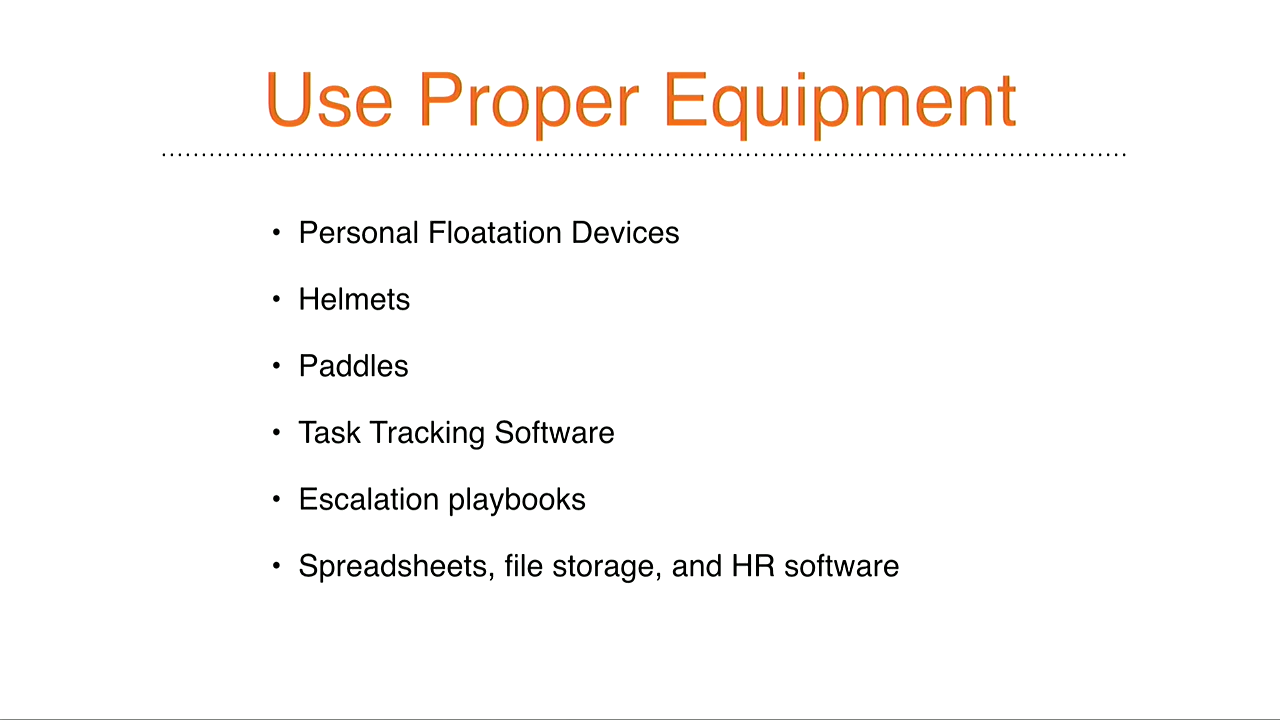 Use Proper Equipment
• Personal Floatation Devices
• Helmets
• Paddles
• Task Tracking Software
• Escalation playbooks
• Spreadsheets, file storage, and HR software